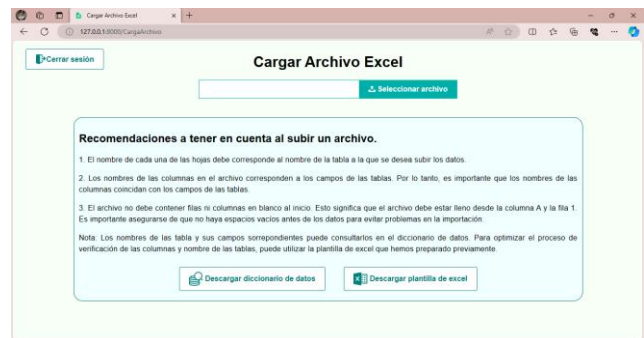 Cargar Archivo Excel
127.0.0.1:8000/CargaArchivo
Cerrar sesión
Cargar Archivo Excel
Seleccionar archivo
Recomendaciones a tener en cuenta al subir un archivo.
1. El nombre de cada una de las hojas debe corresponde al nombre de la tabla a la que se desea subir los datos.
2. Los nombres de las columnas en el archivo corresponden a los campos de las tablas. Por lo tanto, es importante que los nombres de las
columnas coincidan con los campos de las tablas.
3. El archivo no debe contener filas ni columnas en blanco al inicio. Esto significa que el archivo debe estar lleno desde la columna A y la fila 1.
Es importante asegurarse de que no haya espacios vacíos antes de los datos para evitar problemas en la importación.
Nota: Los nombres de las tabla y sus campos sorrepondientes puede consultarlos en el diccionario de datos. Para optimizar el proceso de
verificación de las columnas y nombre de las tablas, puede utilizar la plantilla de excel que hemos preparado previamente.
Descargar diccionario de datos
Descargar plantilla de excel